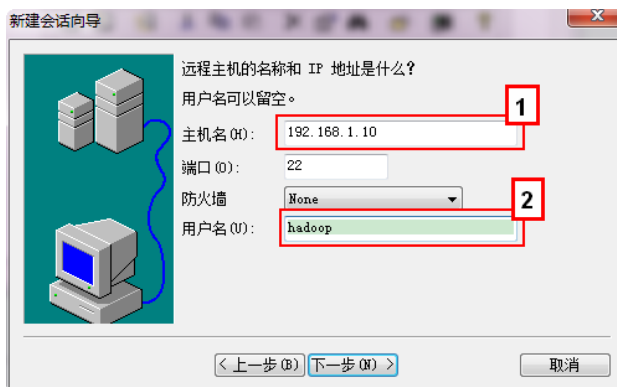 新建会话向导
远程主机的名称和 IP 地址是什么?
用户名可以留空。
1
主机名(H): 192.168.1.10
端口(O): 22
防火墙 None
2
用户名(U): hadoop
< 上一步(B) 下一步(N) > 取消